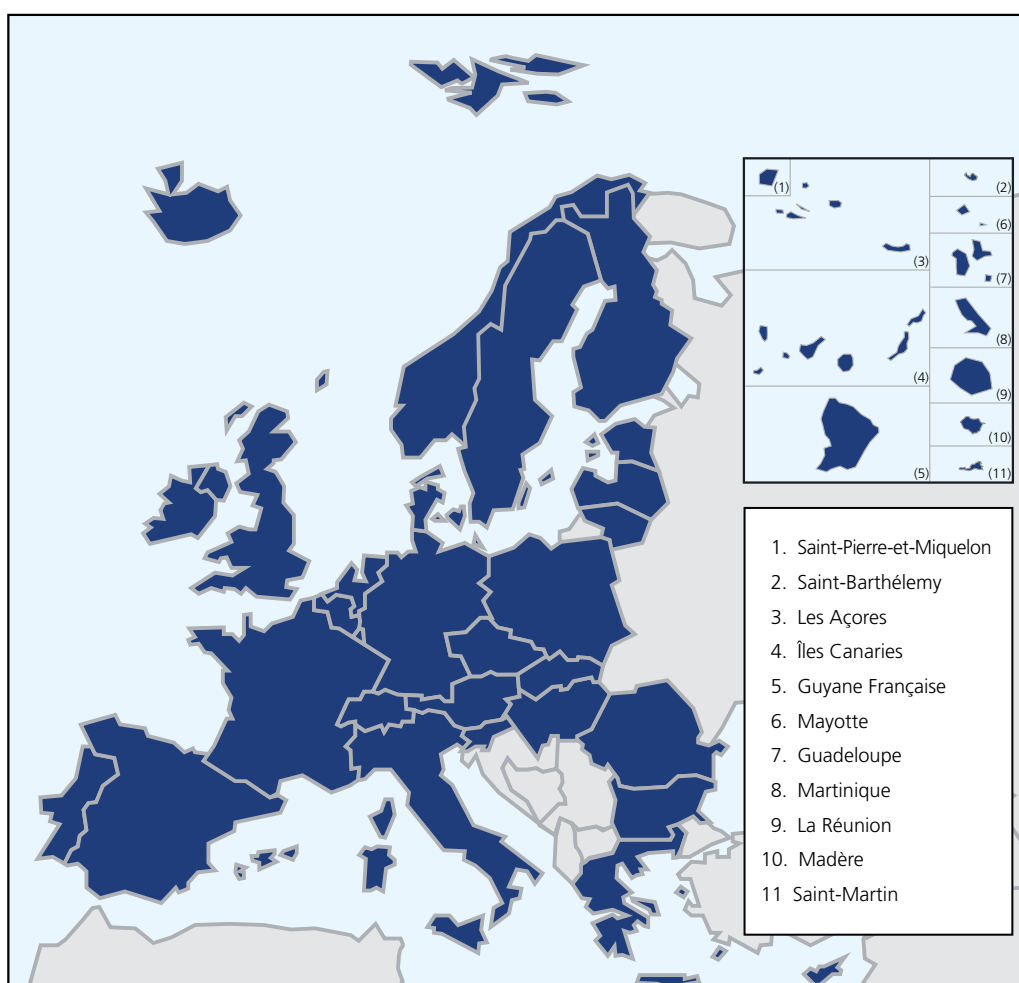 (1)
(2)
(6)
(3)
(7)
(8)
(4)
(9)
(10)
(5)
(11)
1. Saint-Pierre-et-Miquelon
2. Saint-Barthélemy
3. Les Açores
4. Îles Canaries
5. Guyane Française
6. Mayotte
7. Guadeloupe
8. Martinique
9. La Réunion
10. Madère
11 Saint-Martin